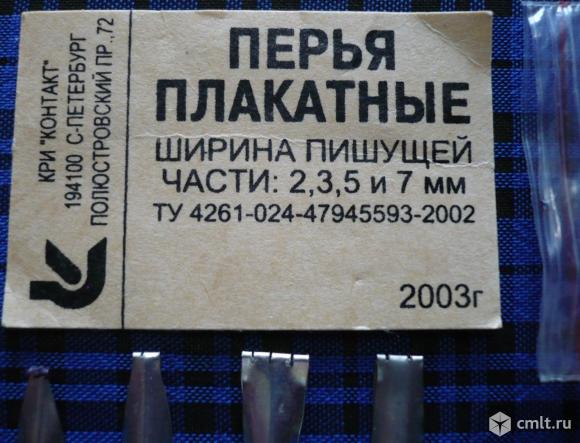 КРИ "КОНТАКТ"
194100 С-ПЕТЕРБУРГ
ПОЛЮСТРОВСКИЙ ПР.,72
ПЕРЬЯ
ПЛАКАТНЫЕ
ШИРИНА ПИШУЩЕЙ
ЧАСТИ: 2,3,5 и 7 мм
ТУ 4261-024-47945593-2002
2003г
cmlt.ru